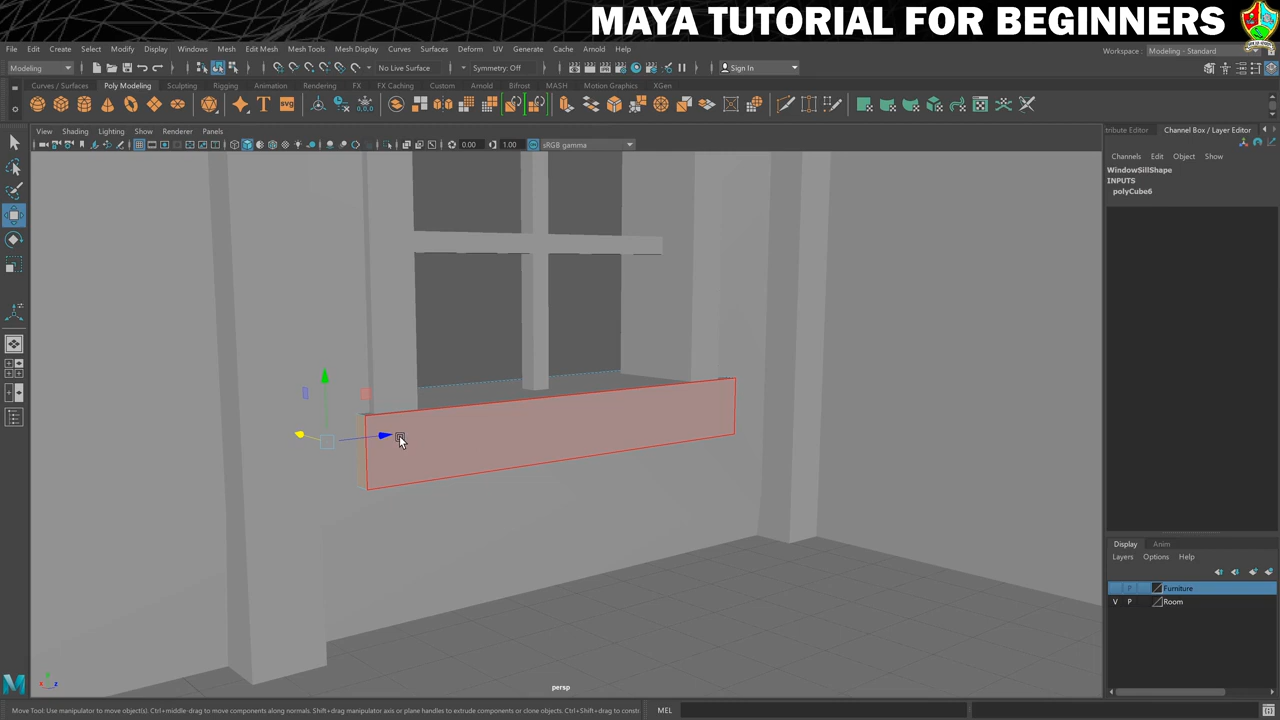 MAYA TUTORIAL FOR BEGINNERS
File Edit Create Select Modify Display Windows Mesh Edit Mesh Mesh Tools Mesh Display Curves Surfaces Deform UV Generate Cache Arnold Help
Workspace : Modeling - Standard
Modeling No Live Surface Symmetry: Off Sign In
Curves / Surfaces Poly Modeling Sculpting Rigging Animation Rendering FX FX Caching Custom Arnold Bifrost MASH Motion Graphics XGen
View Shading Lighting Show Renderer Panels
tribute Editor Channel Box / Layer Editor
0.00 1.00 sRGB gamma
Channels Edit Object Show
WindowSillShape
INPUTS
polyCube6
Display Anim
Layers Options Help
P Furniture
V P Room
persp
Move Tool: Use manipulator to move object(s). Ctrl+middle-drag to move components along normals. Shift+drag manipulator axis or plane handles to extrude components or clone objects. Ctrl+Shift+drag to constr
MEL